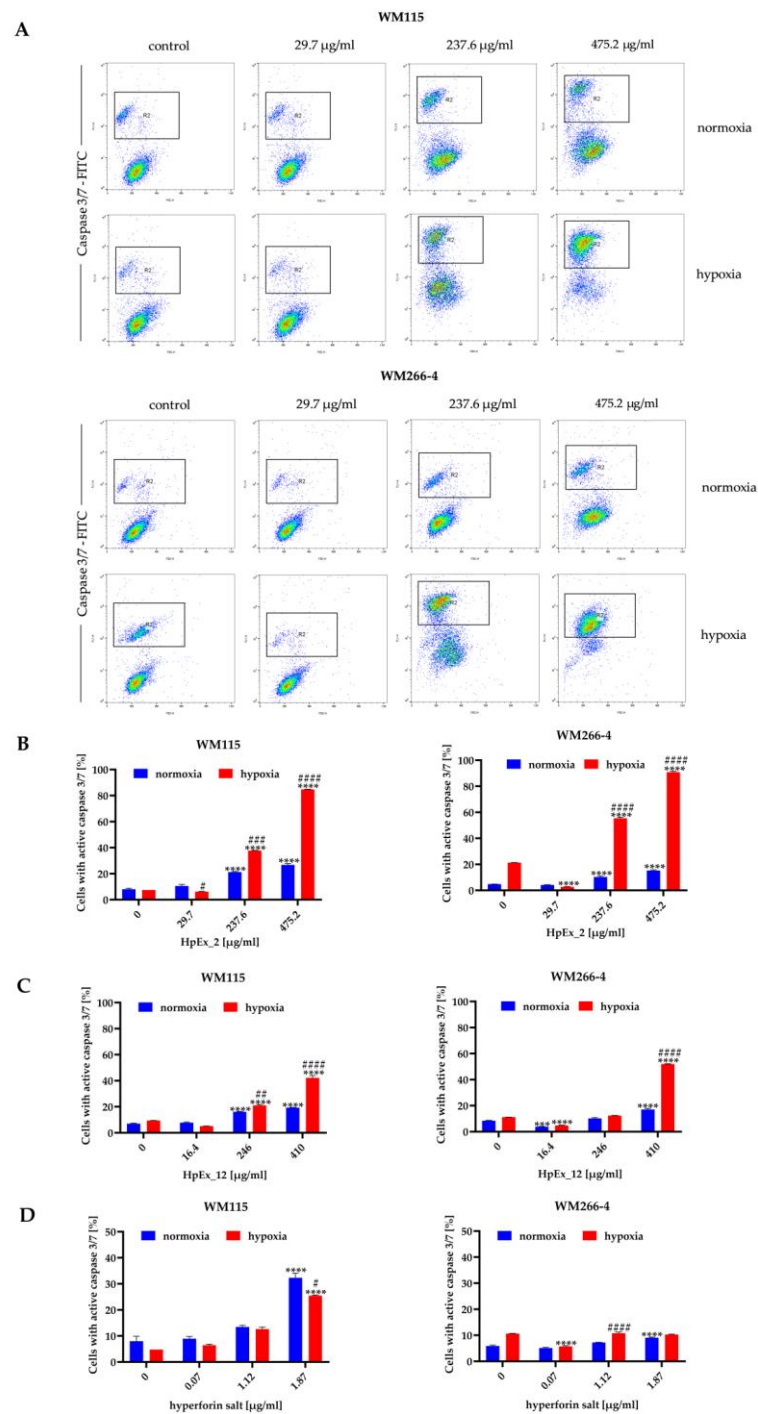 WM115
A
control 29.7 µg/ml 237.6 µg/ml 475.2 µg/ml
Caspase 3/7 - FITC
R2 R2 R2 R2
normoxia
R2 R2 R2 R2
hypoxia
WM266-4
control 29.7 µg/ml 237.6 µg/ml 475.2 µg/ml
Caspase 3/7 - FITC
R2 R2 R2 R2
normoxia
R2 R2 R2
hypoxia
B
WM115
Cells with active caspase 3/7 [%]
normoxia hypoxia
100
80
60
40
20
0
#
****
###
****
****
####
****
0 29.7 237.6 475.2
HpEx_2 [µg/ml]
WM266-4
Cells with active caspase 3/7 [%]
normoxia hypoxia
100
80
60
40
20
0
****
****
####
****
****
####
****
0 29.7 237.6 475.2
HpEx_2 [µg/ml]
C
WM115
Cells with active caspase 3/7 [%]
normoxia hypoxia
100
80
60
40
20
0
****
##
****
****
####
****
0 16.4 246 410
HpEx_12 [µg/ml]
WM266-4
Cells with active caspase 3/7 [%]
normoxia hypoxia
100
80
60
40
20
0
***
****
****
####
****
0 16.4 246 410
HpEx_12 [µg/ml]
D
WM115
Cells with active caspase 3/7 [%]
normoxia hypoxia
50
40
30
20
10
0
****
#
****
0 0.07 1.12 1.87
hyperforin salt [µg/ml]
WM266-4
Cells with active caspase 3/7 [%]
normoxia hypoxia
50
40
30
20
10
0
****
####
****
0 0.07 1.12 1.87
hyperforin salt [µg/ml]